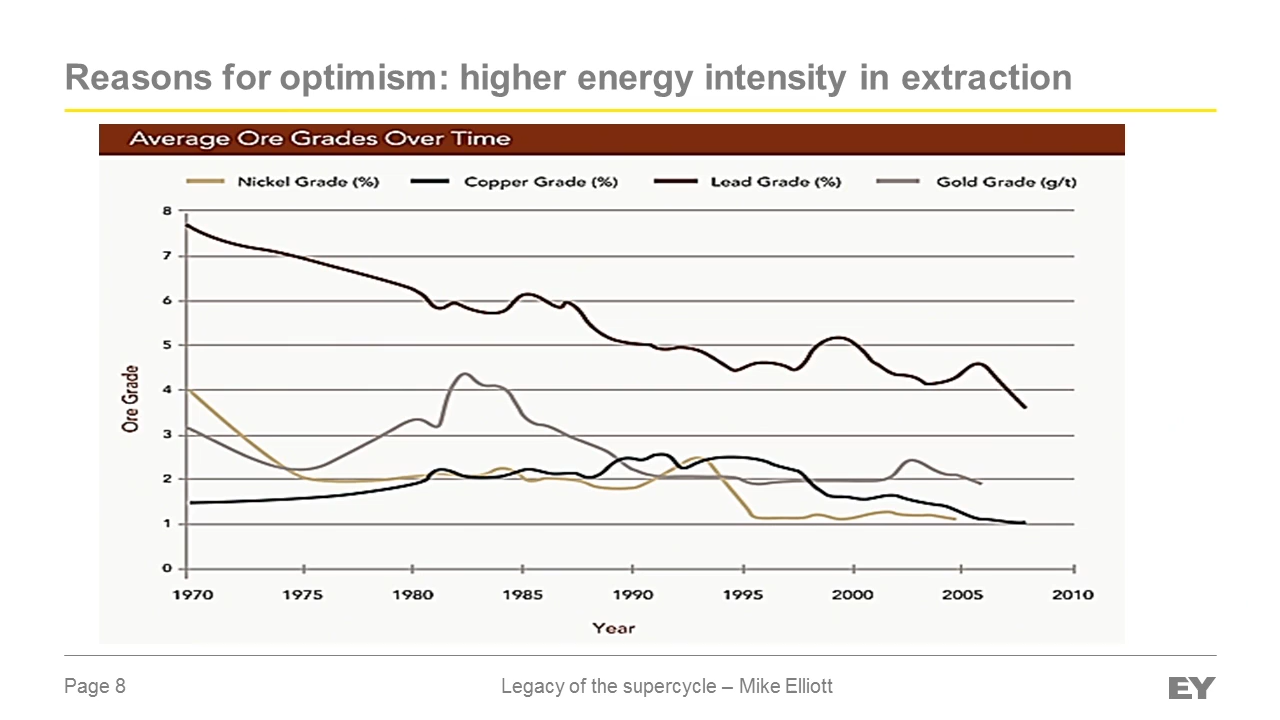 Reasons for optimism: higher energy intensity in extraction
Average Ore Grades Over Time
Nickel Grade (%) Copper Grade (%) Lead Grade (%) Gold Grade (g/t)
8
7
6
5
4
3
2
1
0
Ore Grade
1970 1975 1980 1985 1990 1995 2000 2005 2010
Year
Page 8 Legacy of the supercycle – Mike Elliott EY